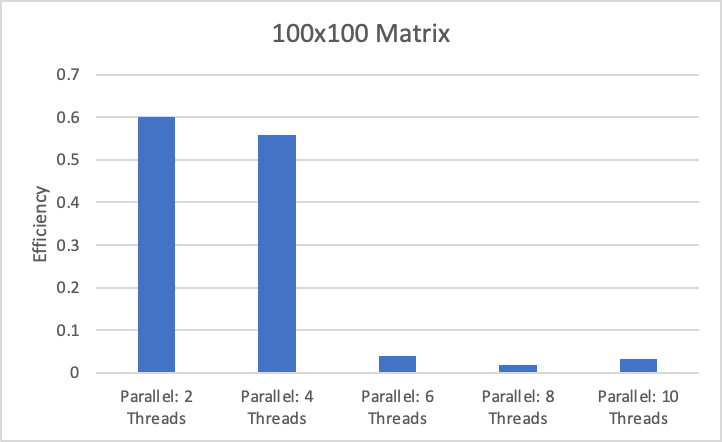 100x100 Matrix
0.7
0.6
0.5
0.4
0.3
0.2
0.1
0
Efficiency
Parallel: 2 Threads
Parallel: 4 Threads
Parallel: 6 Threads
Parallel: 8 Threads
Parallel: 10 Threads